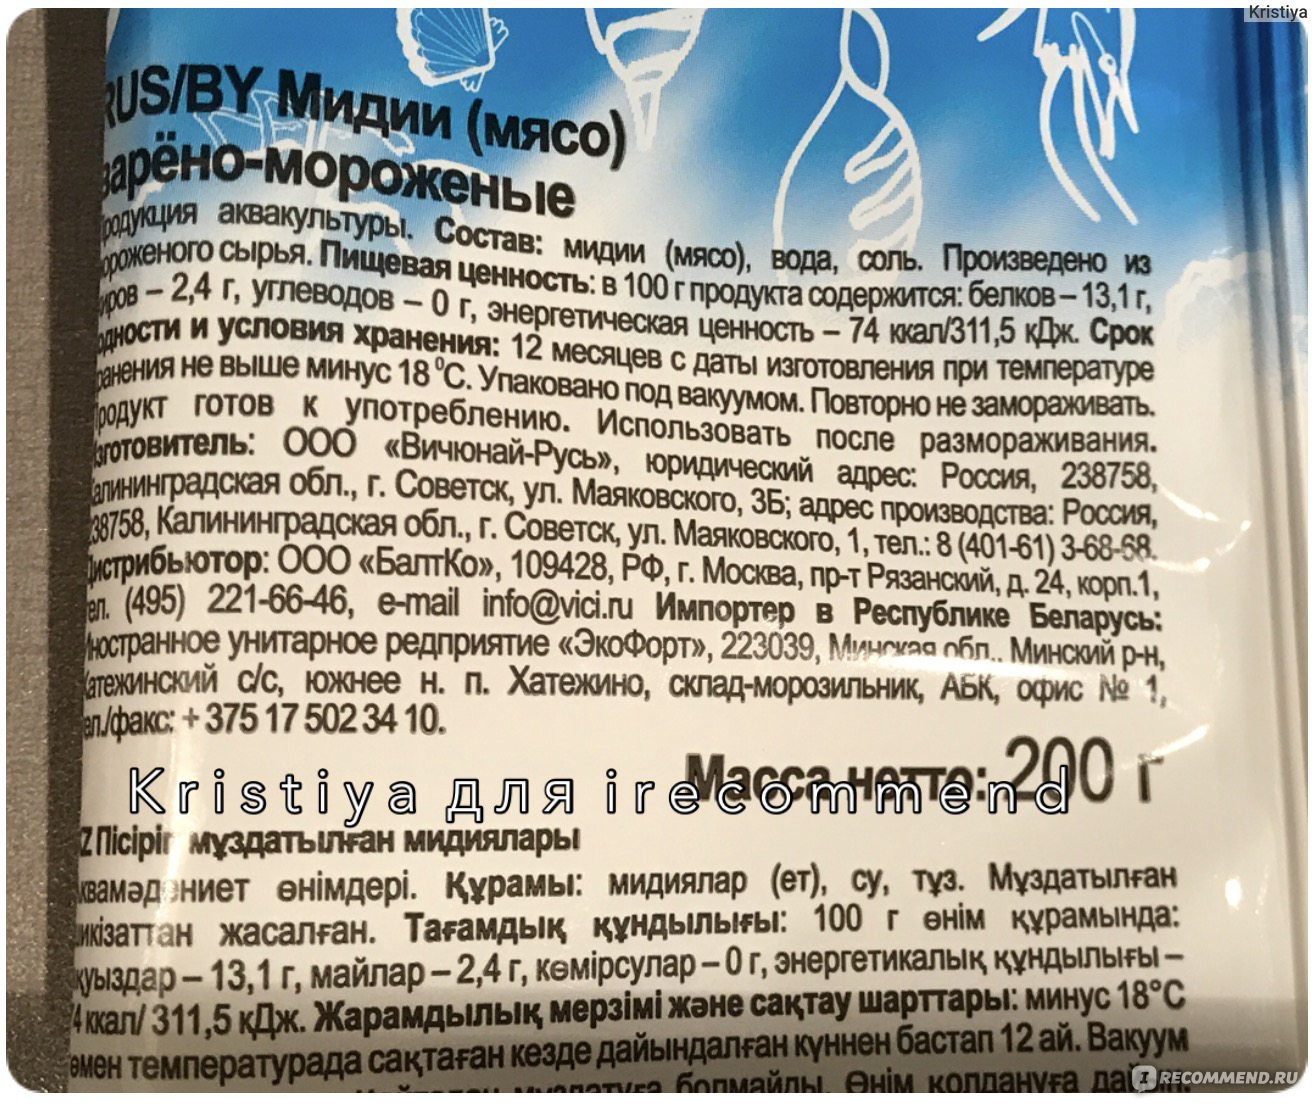 Kristiya
RUS/BY Мидии (мясо)
варёно-мороженые
Продукция аквакультуры. Состав: мидии (мясо), вода, соль. Произведено из
мороженого сырья. Пищевая ценность: в 100 г продукта содержится: белков – 13,1 г,
жиров – 2,4 г, углеводов – 0 г, энергетическая ценность – 74 ккал/311,5 кДж. Срок
годности и условия хранения: 12 месяцев с даты изготовления при температуре
хранения не выше минус 18 °С. Упаковано под вакуумом. Повторно не замораживать.
Продукт готов к употреблению. Использовать после размораживания.
Изготовитель: ООО «Вичюнай-Русь», юридический адрес: Россия, 238758,
Калининградская обл., г. Советск, ул. Маяковского, 3Б; адрес производства: Россия,
238758, Калининградская обл., г. Советск, ул. Маяковского, 1, тел.: 8 (401-61) 3-68-68.
Дистрибьютор: ООО «БалтКо», 109428, РФ, г. Москва, пр-т Рязанский, д. 24, корп.1,
тел. (495) 221-66-46, e-mail info@vici.ru Импортер в Республике Беларусь:
Иностранное унитарное редприятие «ЭкоФорт», 223039, Минская обл., Минский р-н,
Хатежинский с/с, южнее н. п. Хатежино, склад-морозильник, АБК, офис № 1,
тел./факс: + 375 17 502 34 10.
Масса нетто: 200 г
Kristiya для irecommend
KZ Пісіріп мұздатылған мидиялары
Аквамәдениет өнімдері. Құрамы: мидиялар (ет), су, тұз. Мұздатылған
шикізаттан жасалған. Тағамдық құндылығы: 100 г өнім құрамында:
ақуыздар – 13,1 г, майлар – 2,4 г, көмірсулар – 0 г, энергетикалық құндылығы –
74 ккал/ 311,5 кДж. Жарамдылық мерзімі және сақтау шарттары: минус 18°С
төмен температурада сақтаған кезде дайындалған күннен бастап 12 ай. Вакуум
мұздатуға болмайды. Өнім қолдануға
IRECOMMEND.RU